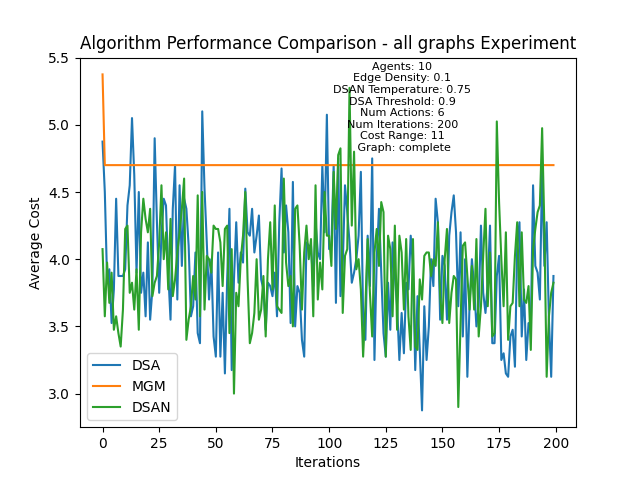 Algorithm Performance Comparison - all graphs Experiment
Agents: 10
Edge Density: 0.1
DSAN Temperature: 0.75
DSA Threshold: 0.9
Num Actions: 6
Num Iterations: 200
Cost Range: 11
Graph: complete
Average Cost
5.5
5.0
4.5
4.0
3.5
3.0
DSA
MGM
DSAN
0 25 50 75 100 125 150 175 200
Iterations